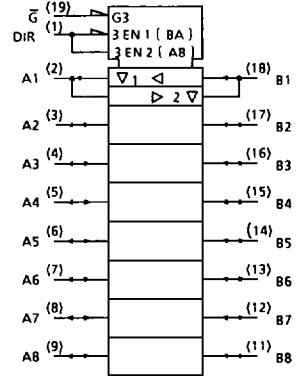 G̅ (19) G3
DIR (1) 3 EN 1 (BA)
3 EN 2 (AB)
A1 (2) ▽ 1 ◁ (18) B1
▷ 2 ▽
A2 (3) (17) B2
A3 (4) (16) B3
A4 (5) (15) B4
A5 (6) (14) B5
A6 (7) (13) B6
A7 (8) (12) B7
A8 (9) (11) B8